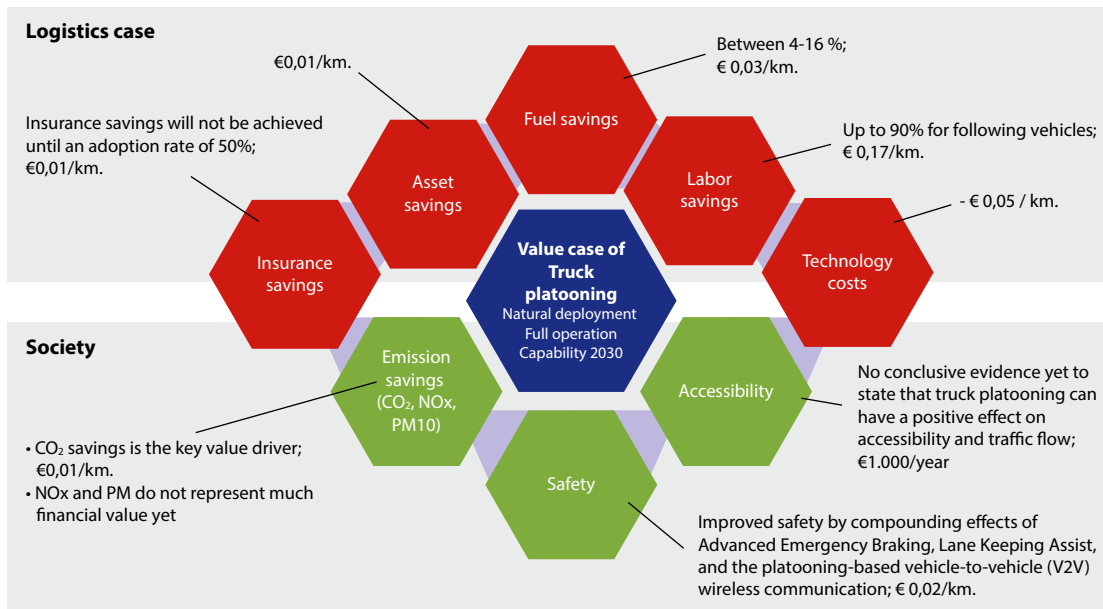 Logistics case
Between 4-16 %;
€ 0,03/km.
€0,01/km.
Fuel savings
Insurance savings will not be achieved
until an adoption rate of 50%;
€0,01/km.
Up to 90% for following vehicles;
€ 0,17/km.
Asset
savings
Labor
savings
- € 0,05 / km.
Insurance
savings
Value case of
Truck
platooning
Natural deployment
Full operation
Capability 2030
Technology
costs
Society
Emission
savings
(CO₂, NOx,
PM10)
Accessibility
No conclusive evidence yet to
state that truck platooning can
have a positive effect on
accessibility and traffic flow;
€1.000/year
• CO₂ savings is the key value driver;
€0,01/km.
• NOx and PM do not represent much
financial value yet
Safety
Improved safety by compounding effects of
Advanced Emergency Braking, Lane Keeping Assist,
and the platooning-based vehicle-to-vehicle (V2V)
wireless communication; € 0,02/km.